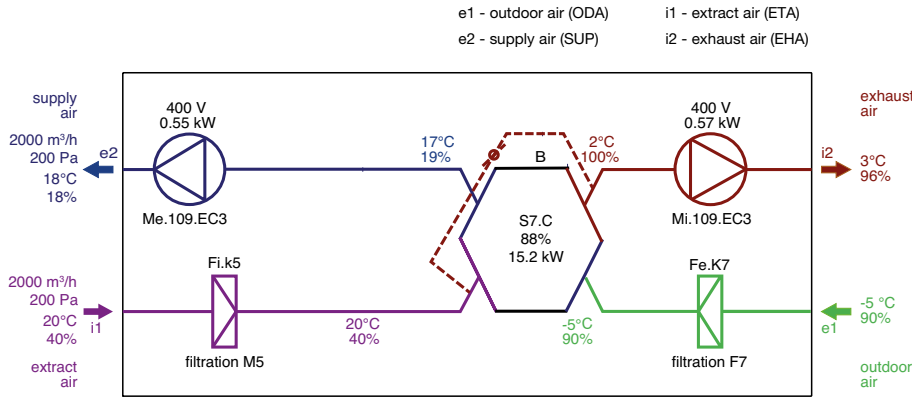 e1 - outdoor air (ODA)
i1 - extract air (ETA)
e2 - supply air (SUP)
i2 - exhaust air (EHA)
supply
air
2000 m³/h
200 Pa
18°C
18%
e2
400 V
0.55 kW
Me.109.EC3
17°C
19%
B
2°C
100%
400 V
0.57 kW
Mi.109.EC3
exhaust
air
i2
3°C
96%
S7.C
88%
15.2 kW
2000 m³/h
200 Pa
20°C
40%
i1
extract
air
Fi.k5
filtration M5
20°C
40%
-5°C
90%
Fe.K7
filtration F7
-5 °C
90%
e1
outdoor
air